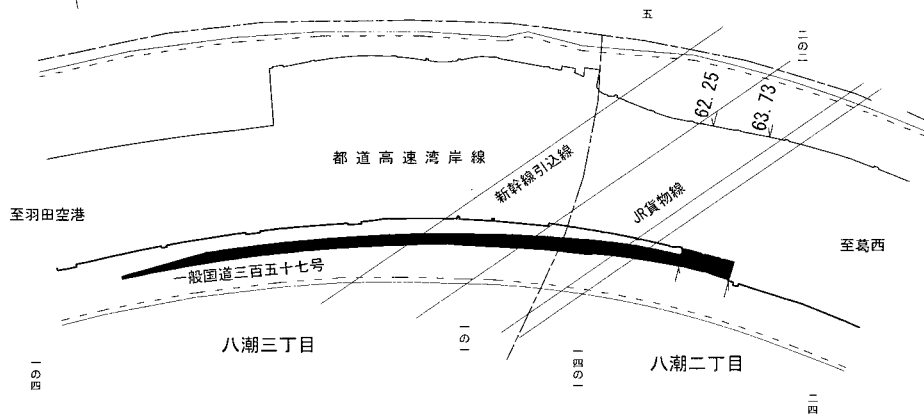 五
二の二
62.25
63.73
都道高速湾岸線
新幹線引込線
JR貨物線
至羽田空港
至葛西
一般国道三百五十七号
八潮三丁目
一の一
一四の一
八潮二丁目
一の四
二四